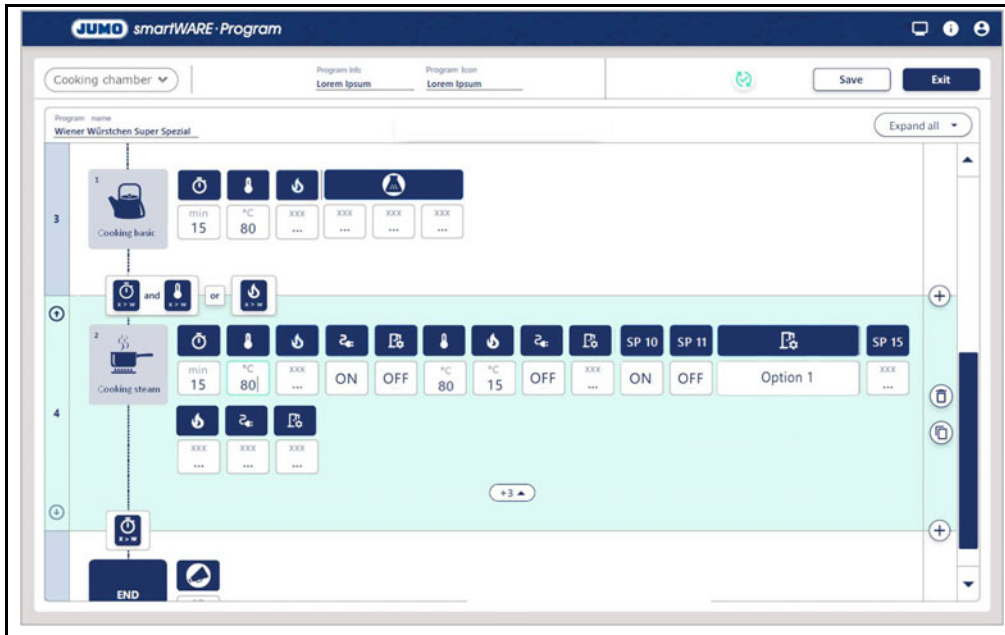 JUMO smartWARE·Program
Cooking chamber
Program Info
Lorem Ipsum
Program Icon
Lorem Ipsum
Save
Exit
Program name
Wiener Würstchen Super Spezial
Expand all
3
1
Cooking basic
min
15
°C
80
xxx
...
xxx
...
xxx
...
xxx
...
x > w
and
x > w
or
x > w
4
2
Cooking steam
SP 10
SP 11
SP 15
min
15
°C
80
xxx
...
ON
OFF
°C
80
°C
15
OFF
xxx
...
ON
OFF
Option 1
xxx
...
xxx
...
xxx
...
xxx
...
+3
x > w
END